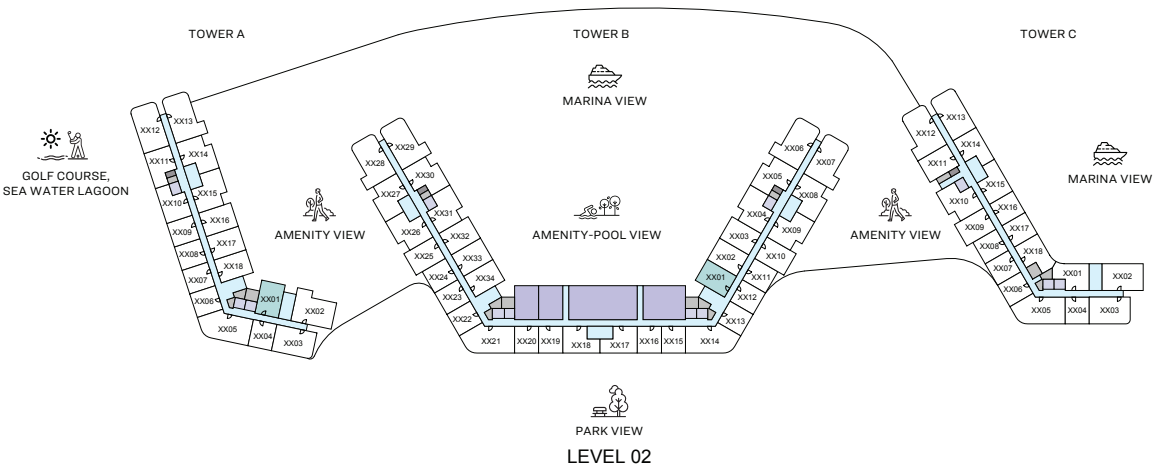 TOWER A
TOWER B
TOWER C
MARINA VIEW
GOLF COURSE,
SEA WATER LAGOON
MARINA VIEW
AMENITY VIEW
AMENITY-POOL VIEW
AMENITY VIEW
XX12
XX13
XX11
XX14
XX10
XX15
XX09
XX16
XX08
XX17
XX07
XX18
XX06
XX01
XX02
XX05
XX04
XX03
XX28
XX29
XX27
XX30
XX26
XX31
XX25
XX32
XX24
XX33
XX23
XX34
XX22
XX21
XX20
XX19
XX18
XX17
XX16
XX15
XX14
XX06
XX07
XX05
XX08
XX04
XX09
XX03
XX10
XX02
XX11
XX01
XX12
XX13
XX12
XX13
XX11
XX14
XX10
XX15
XX09
XX16
XX08
XX17
XX07
XX18
XX06
XX01
XX02
XX05
XX04
XX03
PARK VIEW
LEVEL 02